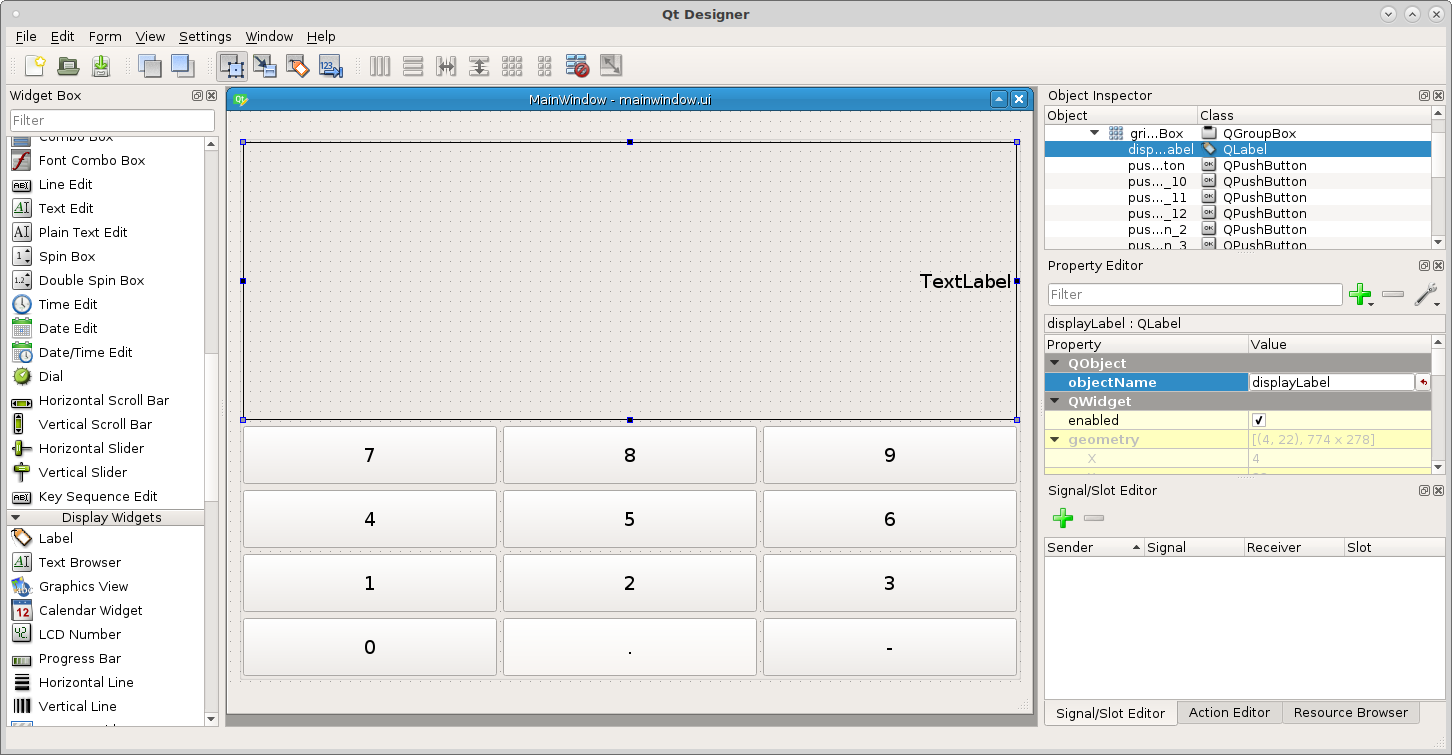 Qt Designer
File Edit Form View Settings Window Help
Widget Box
Filter
Combo Box
Font Combo Box
Line Edit
Text Edit
Plain Text Edit
Spin Box
Double Spin Box
Time Edit
Date Edit
Date/Time Edit
Dial
Horizontal Scroll Bar
Vertical Scroll Bar
Horizontal Slider
Vertical Slider
Key Sequence Edit
Display Widgets
Label
Text Browser
Graphics View
Calendar Widget
LCD Number
Progress Bar
Horizontal Line
Vertical Line
MainWindow - mainwindow.ui
TextLabel
7 8 9
4 5 6
1 2 3
0 . -
Object Inspector
Object Class
gri...Box QGroupBox
disp...abel QLabel
pus...ton QPushButton
pus..._10 QPushButton
pus..._11 QPushButton
pus..._12 QPushButton
pus...n_2 QPushButton
pus...n_3 QPushButton
Property Editor
Filter
displayLabel : QLabel
Property Value
QObject
objectName displayLabel
QWidget
enabled
geometry [(4, 22), 774 x 278]
X 4
Signal/Slot Editor
Sender Signal Receiver Slot
Signal/Slot Editor Action Editor Resource Browser